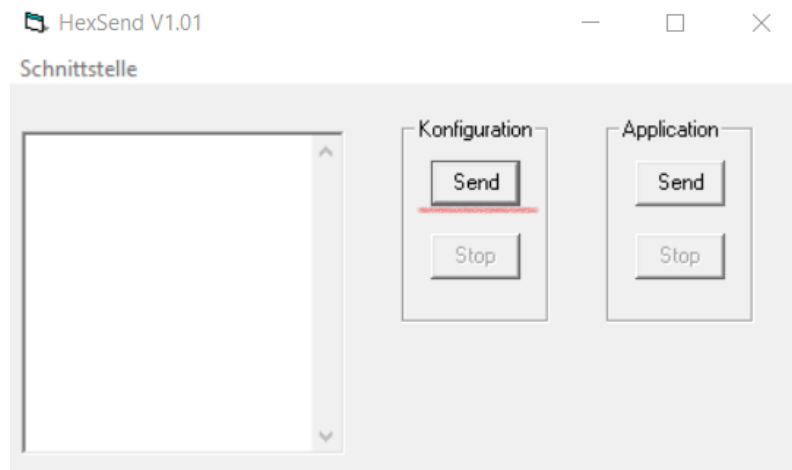 HexSend V1.01
Schnittstelle
Konfiguration
Send
Stop
Application
Send
Stop